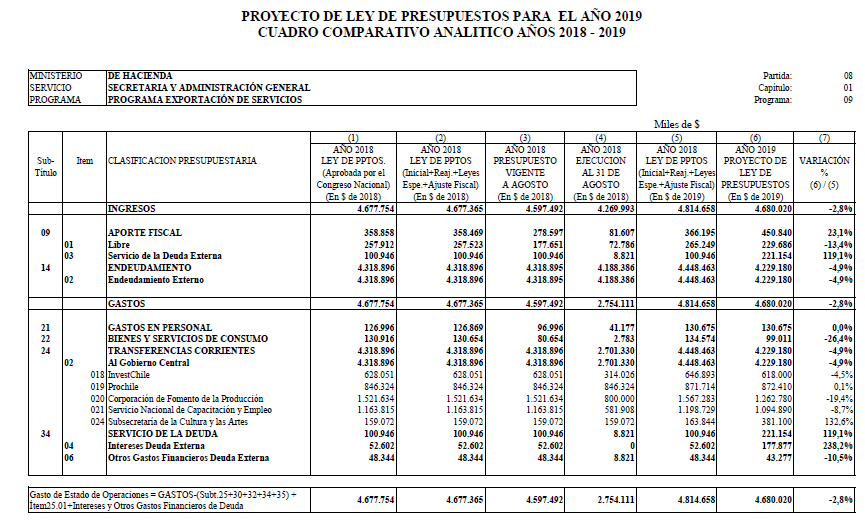 PROYECTO DE LEY DE PRESUPUESTOS PARA EL AÑO 2019
CUADRO COMPARATIVO ANALITICO AÑOS 2018 - 2019
MINISTERIO DE HACIENDA Partida: 08
SERVICIO SECRETARIA Y ADMINISTRACIÓN GENERAL Capítulo: 01
PROGRAMA PROGRAMA EXPORTACIÓN DE SERVICIOS Programa: 09
Miles de $
(1) (2) (3) (4) (5) (6) (7)
AÑO 2018 AÑO 2018 AÑO 2018 AÑO 2018 AÑO 2018 AÑO 2019 VARIACIÓN
Sub- Item CLASIFICACION PRESUPUESTARIA LEY DE PPTOS. LEY DE PPTOS PRESUPUESTO EJECUCION LEY DE PPTOS PROYECTO DE %
Título (Aprobada por el (Inicial+Reaj.+Leyes VIGENTE AL 31 DE (Inicial+Reaj.+Leyes LEY DE (6) / (5)
Congreso Nacional) Espe.+Ajuste Fiscal) A AGOSTO AGOSTO Espe.+Ajuste Fiscal) PRESUPUESTOS
(En $ de 2018) (En $ de 2018) (En $ de 2018) (En $ de 2018) (En $ de 2019) (En $ de 2019)
INGRESOS 4.677.754 4.677.365 4.597.492 4.269.993 4.814.658 4.680.020 -2,8%
09 APORTE FISCAL 358.858 358.469 278.597 81.607 366.195 450.840 23,1%
01 Libre 257.912 257.523 177.651 72.786 265.249 229.686 -13,4%
03 Servicio de la Deuda Externa 100.946 100.946 100.946 8.821 100.946 221.154 119,1%
14 ENDEUDAMIENTO 4.318.896 4.318.896 4.318.895 4.188.386 4.448.463 4.229.180 -4,9%
02 Endeudamiento Externo 4.318.896 4.318.896 4.318.895 4.188.386 4.448.463 4.229.180 -4,9%
GASTOS 4.677.754 4.677.365 4.597.492 2.754.111 4.814.658 4.680.020 -2,8%
21 GASTOS EN PERSONAL 126.996 126.869 96.996 41.177 130.675 130.675 0,0%
22 BIENES Y SERVICIOS DE CONSUMO 130.916 130.654 80.654 2.783 134.574 99.011 -26,4%
24 TRANSFERENCIAS CORRIENTES 4.318.896 4.318.896 4.318.896 2.701.330 4.448.463 4.229.180 -4,9%
02 Al Gobierno Central 4.318.896 4.318.896 4.318.896 2.701.330 4.448.463 4.229.180 -4,9%
018 InvestChile 628.051 628.051 628.051 314.026 646.893 618.000 -4,5%
019 Prochile 846.324 846.324 846.324 846.324 871.714 872.410 0,1%
020 Corporación de Fomento de la Producción 1.521.634 1.521.634 1.521.634 800.000 1.567.283 1.262.780 -19,4%
021 Servicio Nacional de Capacitación y Empleo 1.163.815 1.163.815 1.163.815 581.908 1.198.729 1.094.890 -8,7%
024 Subsecretaría de la Cultura y las Artes 159.072 159.072 159.072 159.072 163.844 381.100 132,6%
34 SERVICIO DE LA DEUDA 100.946 100.946 100.946 8.821 100.946 221.154 119,1%
04 Intereses Deuda Externa 52.602 52.602 52.602 0 52.602 177.877 238,2%
06 Otros Gastos Financieros Deuda Externa 48.344 48.344 48.344 8.821 48.344 43.277 -10,5%
Gasto de Estado de Operaciones = GASTOS-(Subt.25+30+32+34+35) +
Ítem25.01+Intereses y Otros Gastos Financieros de Deuda 4.677.754 4.677.365 4.597.492 2.754.111 4.814.658 4.680.020 -2,8%